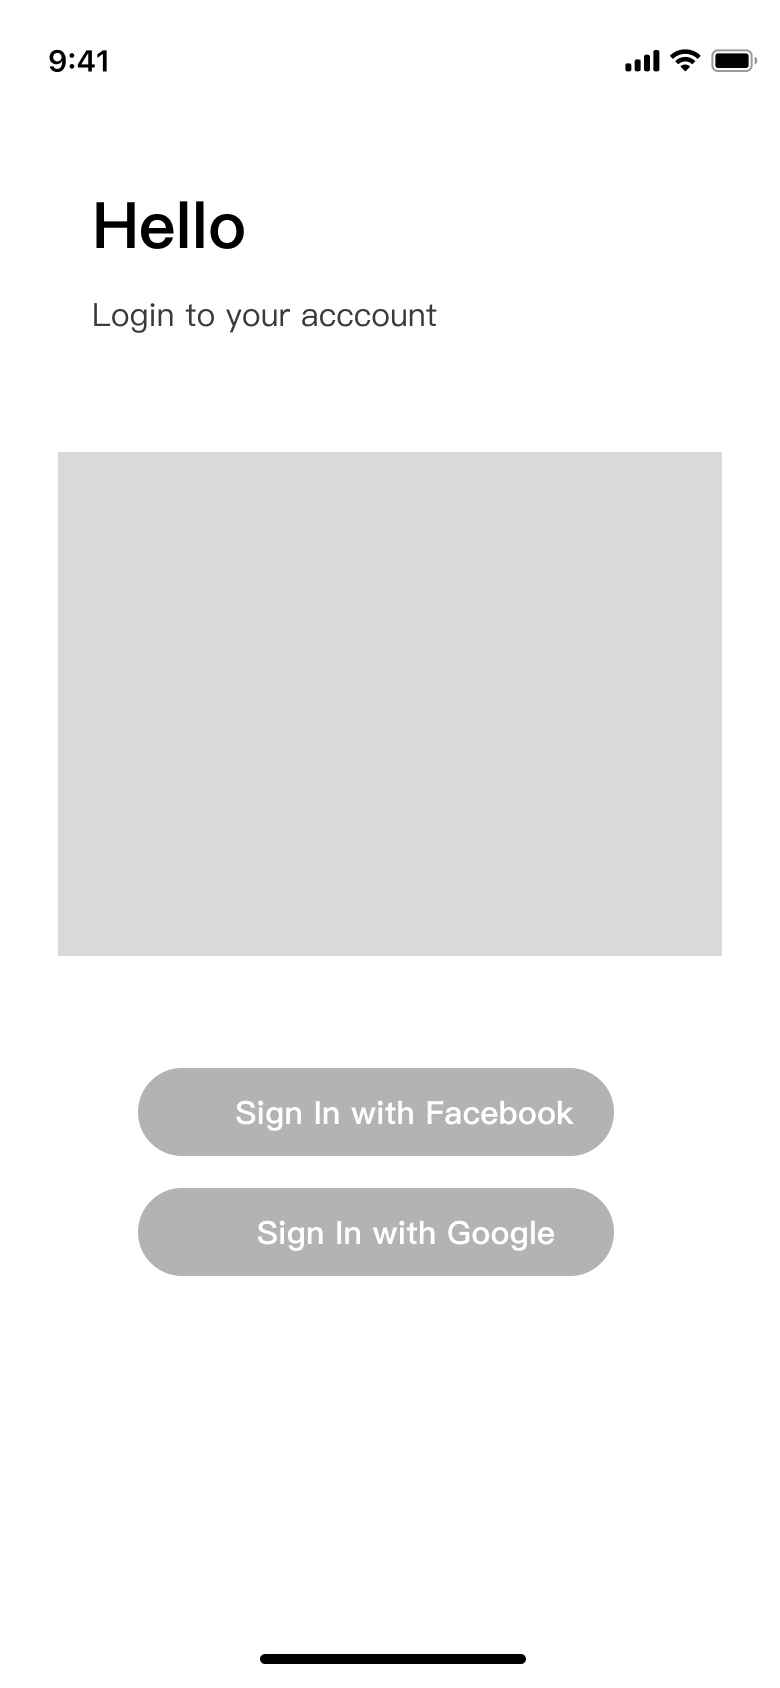 9:41
Hello
Login to your acccount
Sign In with Facebook
Sign In with Google